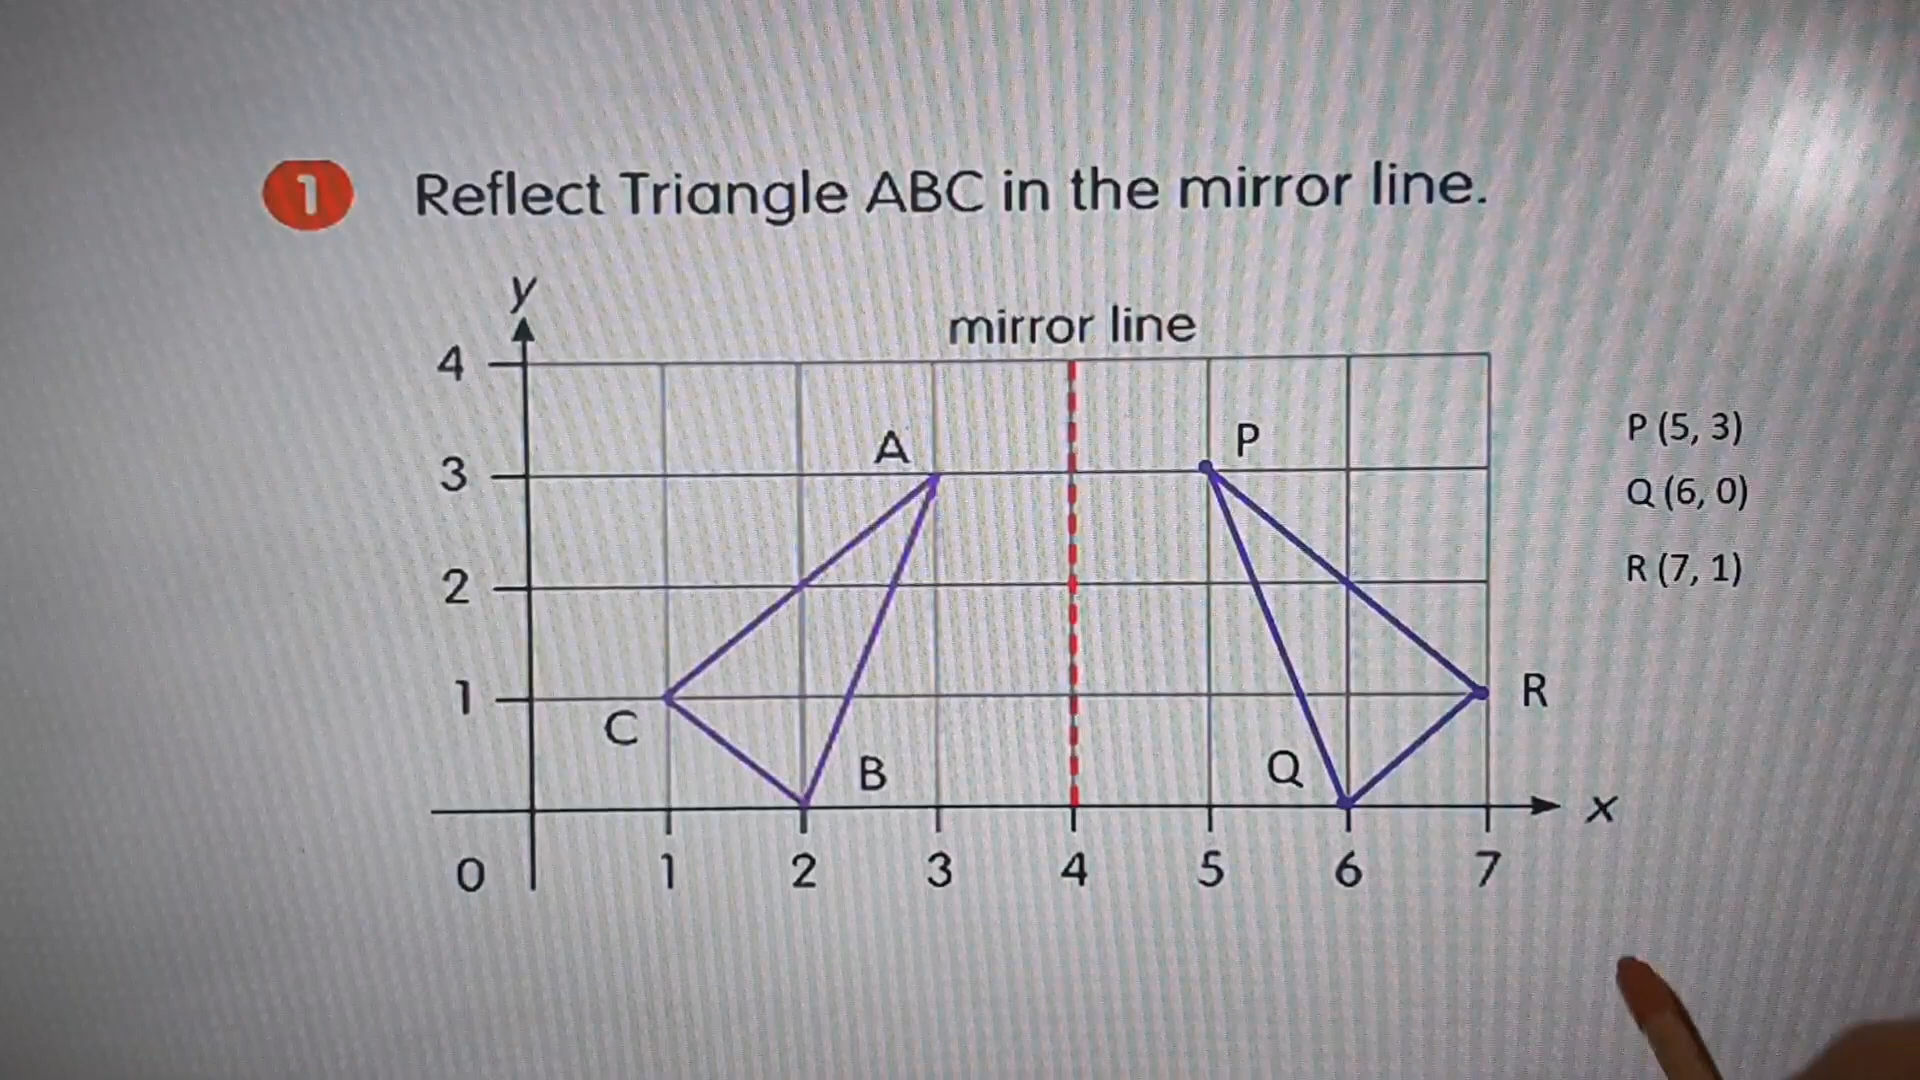 1 Reflect Triangle ABC in the mirror line.
y
mirror line
4
A
P
P (5, 3)
3
Q (6, 0)
2
R (7, 1)
1
R
C
B
Q
x
0 1 2 3 4 5 6 7